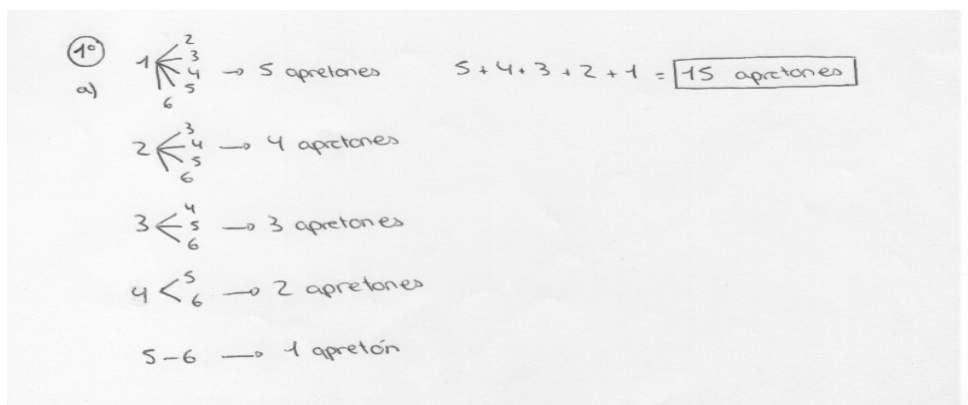 1º
a)
1 2 3 4 5 6 → 5 apretones
5 + 4 + 3 + 2 + 1 = 15 apretones
2 3 4 5 6 → 4 apretones
3 4 5 6 → 3 apretones
4 5 6 → 2 apretones
5 - 6 → 1 apretón